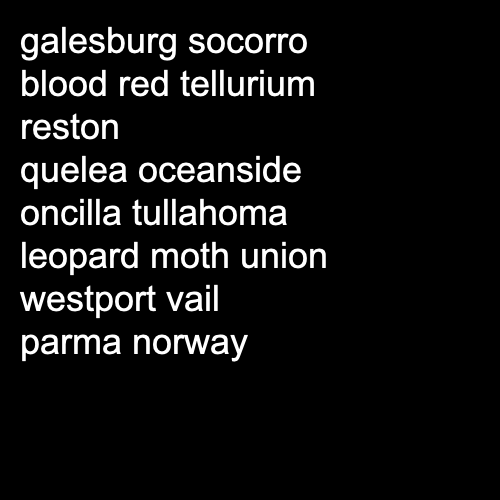 galesburg socorro
blood red tellurium
reston
quelea oceanside
oncilla tullahoma
leopard moth union
westport vail
parma norway